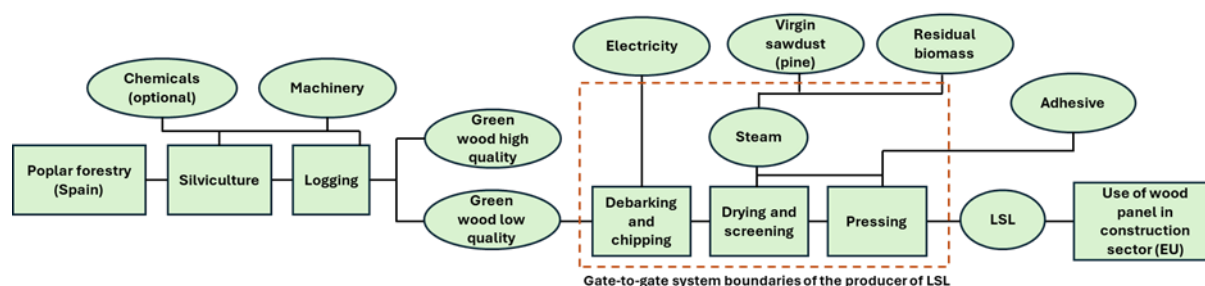 Electricity
Virgin
sawdust
(pine)
Residual
biomass
Chemicals
(optional)
Machinery
Adhesive
Green
wood high
quality
Steam
Poplar forestry
(Spain)
Silviculture
Logging
Green
wood low
quality
Debarking
and
chipping
Drying and
screening
Pressing
LSL
Use of wood
panel in
construction
sector (EU)
Gate-to-gate system boundaries of the producer of LSL